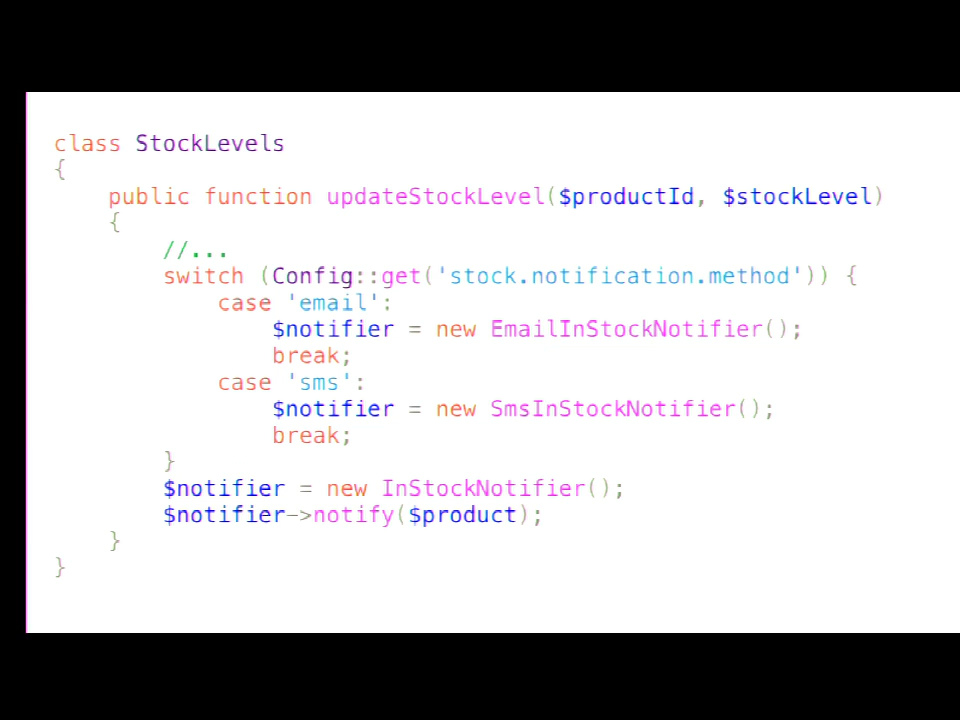 class StockLevels
{
    public function updateStockLevel($productId, $stockLevel)
    {
        //...
        switch (Config::get('stock.notification.method')) {
            case 'email':
                $notifier = new EmailInStockNotifier();
                break;
            case 'sms':
                $notifier = new SmsInStockNotifier();
                break;
        }
        $notifier = new InStockNotifier();
        $notifier->notify($product);
    }
}